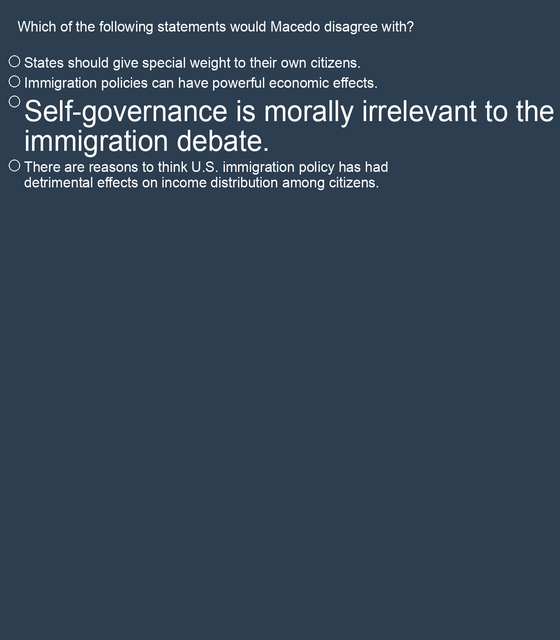 Which of the following statements would Macedo disagree with?
States should give special weight to their own citizens.
Immigration policies can have powerful economic effects.
Self-governance is morally irrelevant to the
immigration debate.
There are reasons to think U.S. immigration policy has had
detrimental effects on income distribution among citizens.